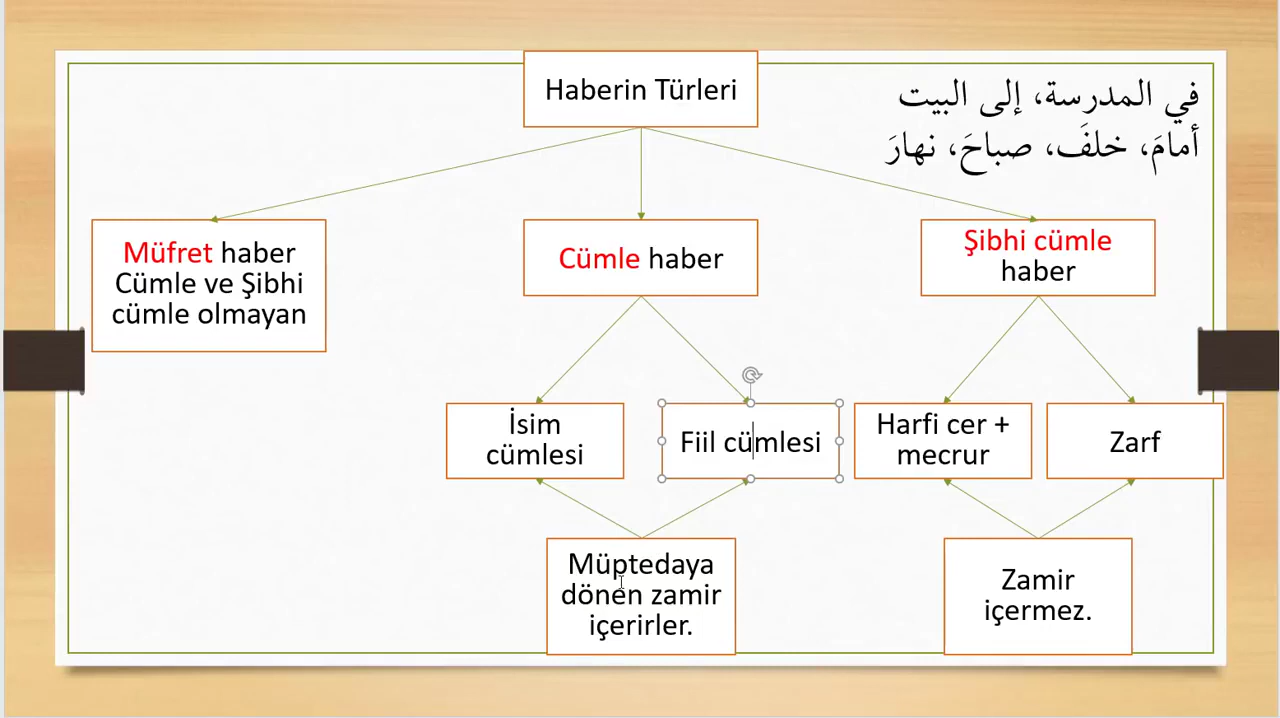 Haberin Türleri
في المدرسة، إلى البيت
أمامَ، خلفَ، صباحَ، نهارَ
Müfret haber
Cümle ve Şibhi
cümle olmayan
Cümle haber
Şibhi cümle
haber
İsim
cümlesi
Fiil cümlesi
Harfi cer +
mecrur
Zarf
Müptedaya
dönen zamir
içerirler.
Zamir
içermez.